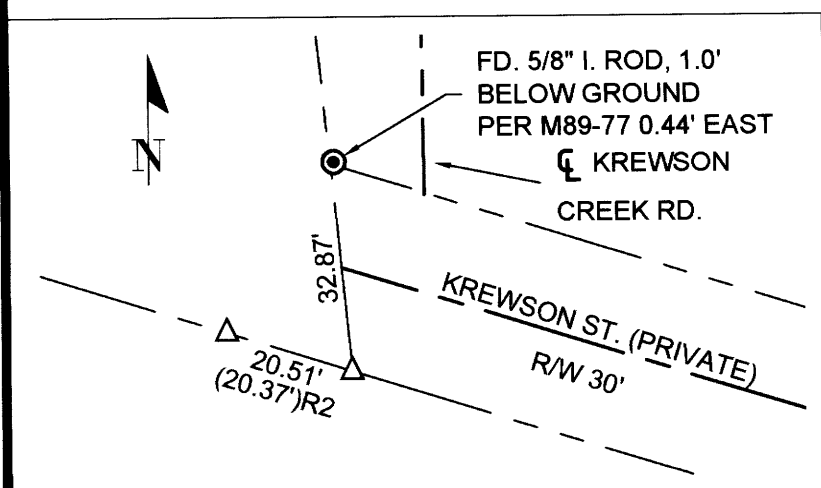 FD. 5/8" I. ROD, 1.0'
BELOW GROUND
PER M89-77 0.44' EAST
N
℄ KREWSON
CREEK RD.
32.87'
KREWSON ST. (PRIVATE)
R/W 30'
20.51'
(20.37')R2